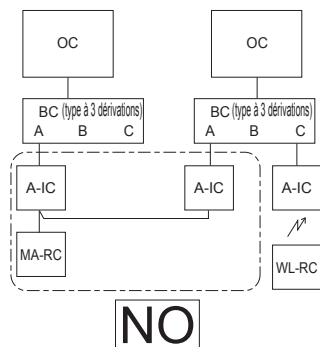 OC
OC
BC (type à 3 dérivations)
A B C
BC (type à 3 dérivations)
A B C
A-IC
A-IC
A-IC
MA-RC
WL-RC
NO